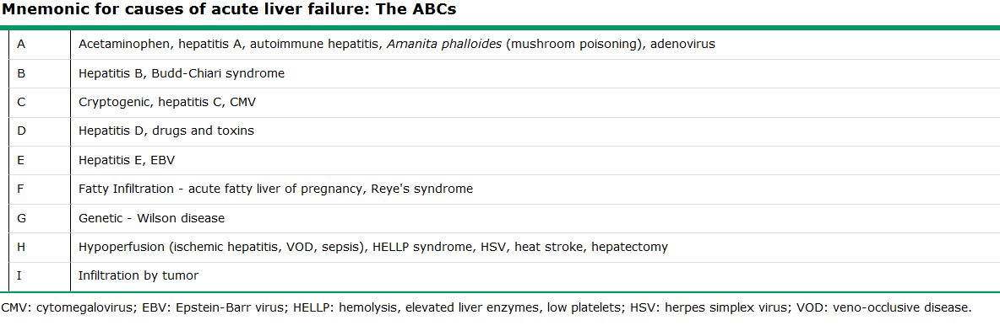 Mnemonic for causes of acute liver failure: The ABCs
A Acetaminophen, hepatitis A, autoimmune hepatitis, Amanita phalloides (mushroom poisoning), adenovirus
B Hepatitis B, Budd-Chiari syndrome
C Cryptogenic, hepatitis C, CMV
D Hepatitis D, drugs and toxins
E Hepatitis E, EBV
F Fatty Infiltration - acute fatty liver of pregnancy, Reye's syndrome
G Genetic - Wilson disease
H Hypoperfusion (ischemic hepatitis, VOD, sepsis), HELLP syndrome, HSV, heat stroke, hepatectomy
I Infiltration by tumor
CMV: cytomegalovirus; EBV: Epstein-Barr virus; HELLP: hemolysis, elevated liver enzymes, low platelets; HSV: herpes simplex virus; VOD: veno-occlusive disease.